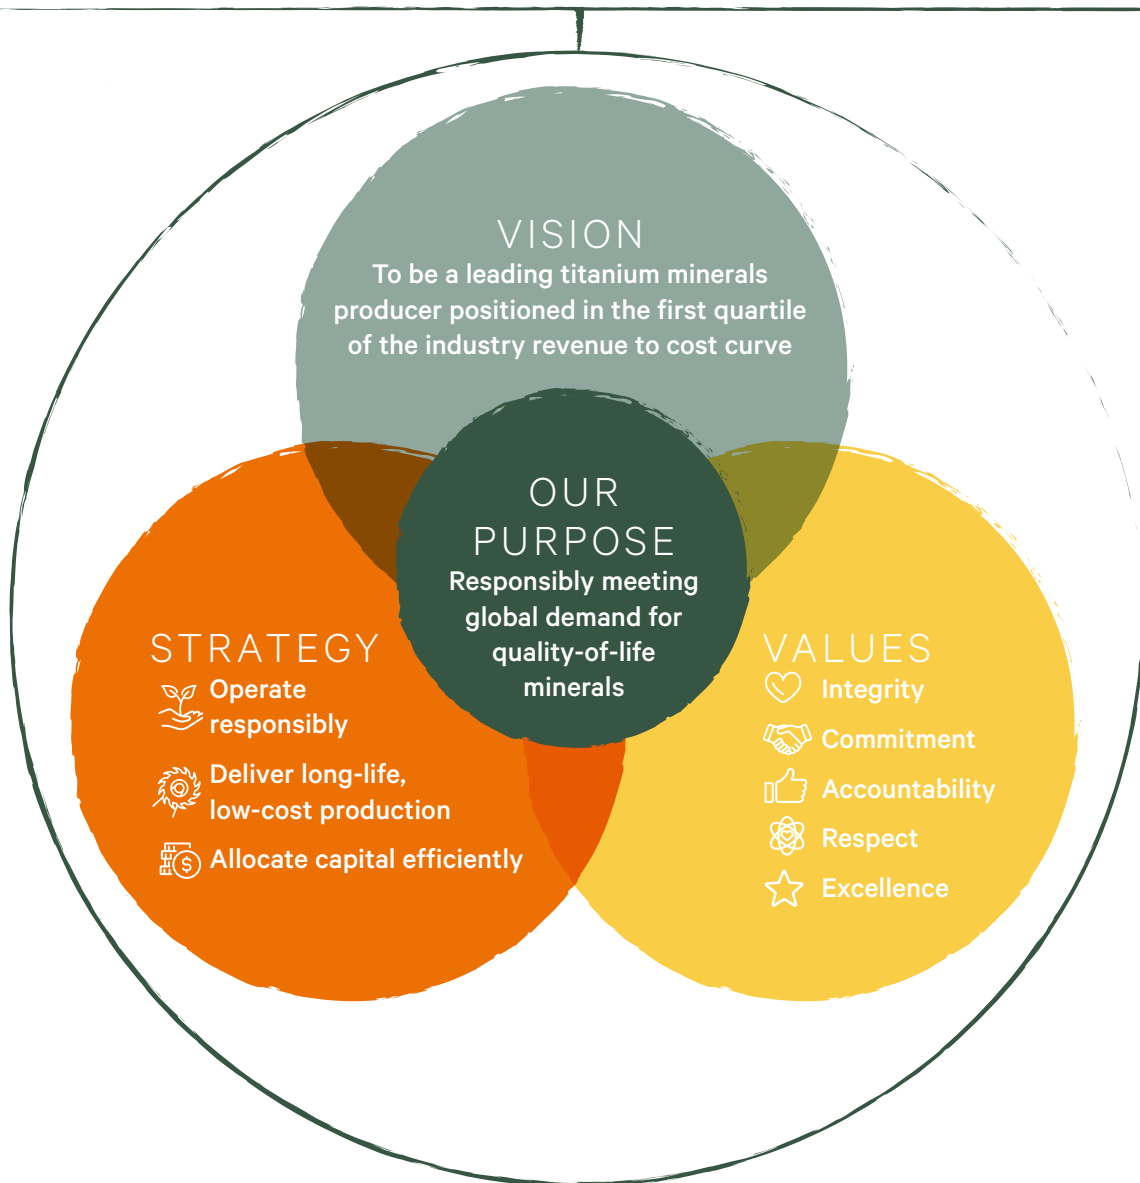 VISION
To be a leading titanium minerals
producer positioned in the first quartile
of the industry revenue to cost curve
OUR
PURPOSE
Responsibly meeting
global demand for
quality-of-life
minerals
STRATEGY
Operate
responsibly
Deliver long-life,
low-cost production
Allocate capital efficiently
VALUES
Integrity
Commitment
Accountability
Respect
Excellence